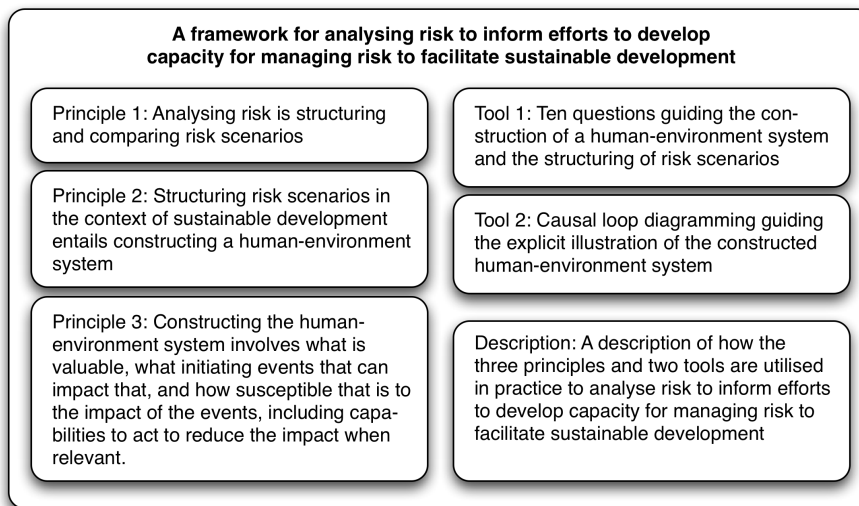 A framework for analysing risk to inform efforts to develop
capacity for managing risk to facilitate sustainable development
Principle 1: Analysing risk is structuring
and comparing risk scenarios
Principle 2: Structuring risk scenarios in
the context of sustainable development
entails constructing a human-environment
system
Principle 3: Constructing the human-
environment system involves what is
valuable, what initiating events that can
impact that, and how susceptible that is to
the impact of the events, including capa-
bilities to act to reduce the impact when
relevant.
Tool 1: Ten questions guiding the con-
struction of a human-environment system
and the structuring of risk scenarios
Tool 2: Causal loop diagramming guiding
the explicit illustration of the constructed
human-environment system
Description: A description of how the
three principles and two tools are utilised
in practice to analyse risk to inform efforts
to develop capacity for managing risk to
facilitate sustainable development